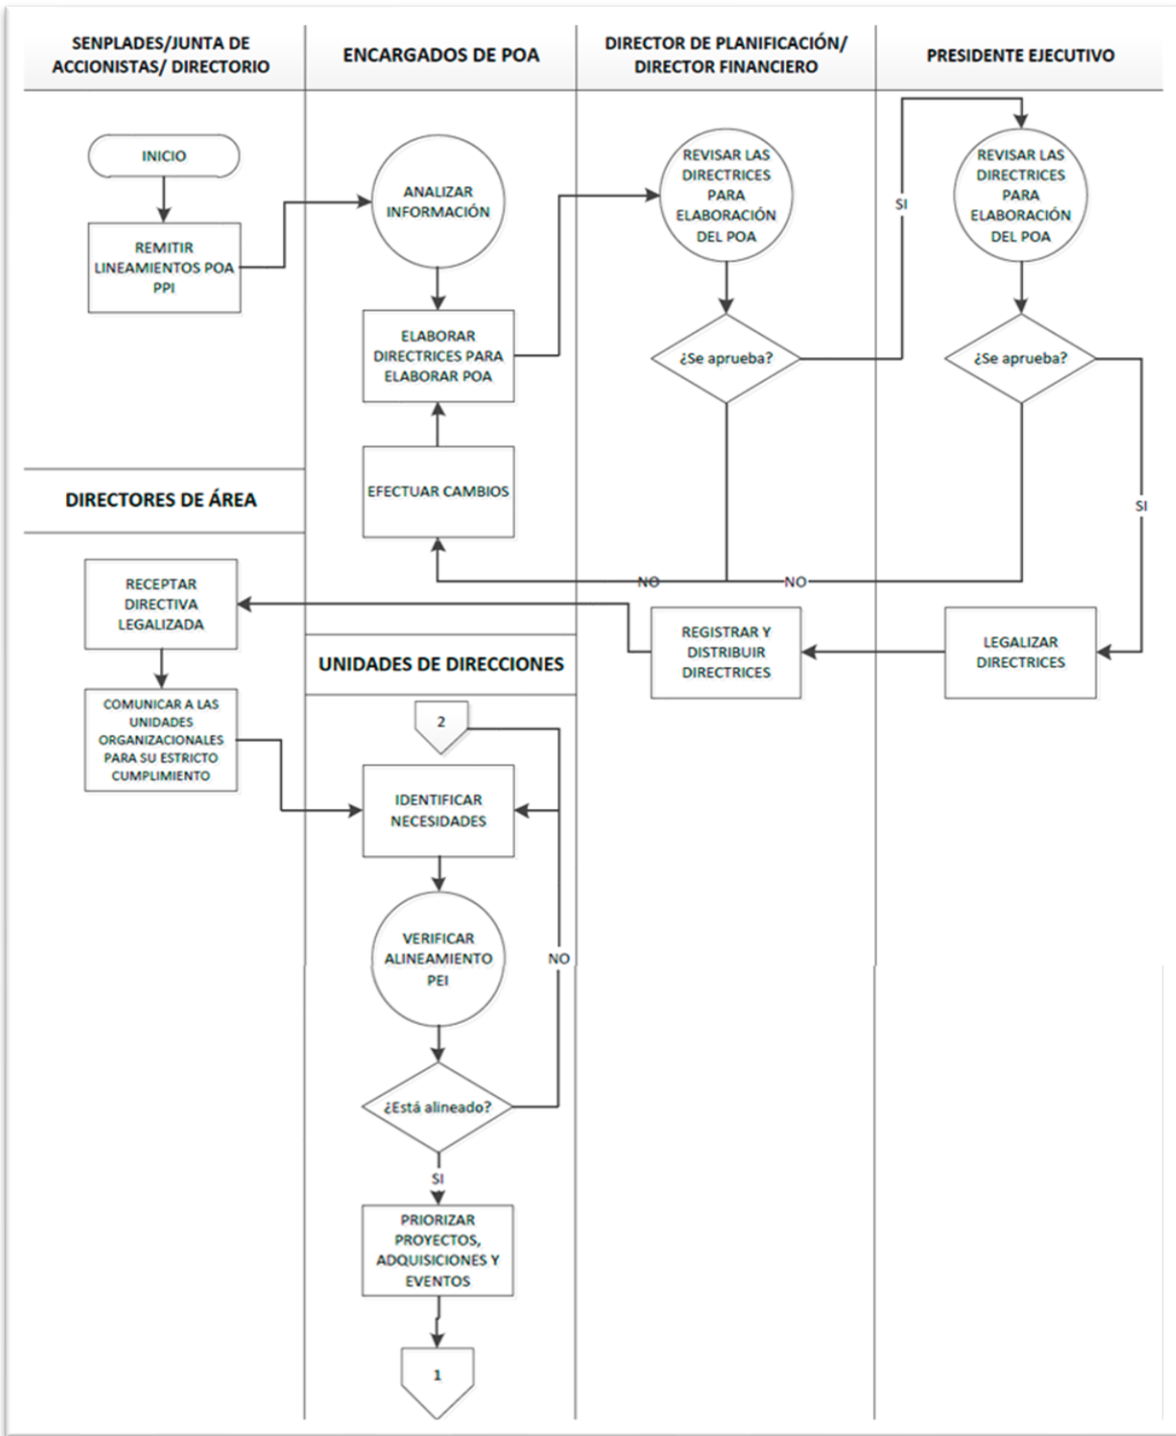 SENPLADES/JUNTA DE
ACCIONISTAS/ DIRECTORIO
ENCARGADOS DE POA
DIRECTOR DE PLANIFICACIÓN/
DIRECTOR FINANCIERO
PRESIDENTE EJECUTIVO
INICIO
REMITIR
LINEAMIENTOS POA
PPI
ANALIZAR
INFORMACIÓN
ELABORAR
DIRECTRICES PARA
ELABORAR POA
EFECTUAR CAMBIOS
REVISAR LAS
DIRECTRICES
PARA
ELABORACIÓN
DEL POA
¿Se aprueba?
SI
NO
REVISAR LAS
DIRECTRICES
PARA
ELABORACIÓN
DEL POA
¿Se aprueba?
SI
NO
LEGALIZAR
DIRECTRICES
REGISTRAR Y
DISTRIBUIR
DIRECTRICES
DIRECTORES DE ÁREA
RECEPTAR
DIRECTIVA
LEGALIZADA
COMUNICAR A LAS
UNIDADES
ORGANIZACIONALES
PARA SU ESTRICTO
CUMPLIMIENTO
UNIDADES DE DIRECCIONES
2
IDENTIFICAR
NECESIDADES
VERIFICAR
ALINEAMIENTO
PEI
NO
¿Está alineado?
SI
PRIORIZAR
PROYECTOS,
ADQUISICIONES Y
EVENTOS
1